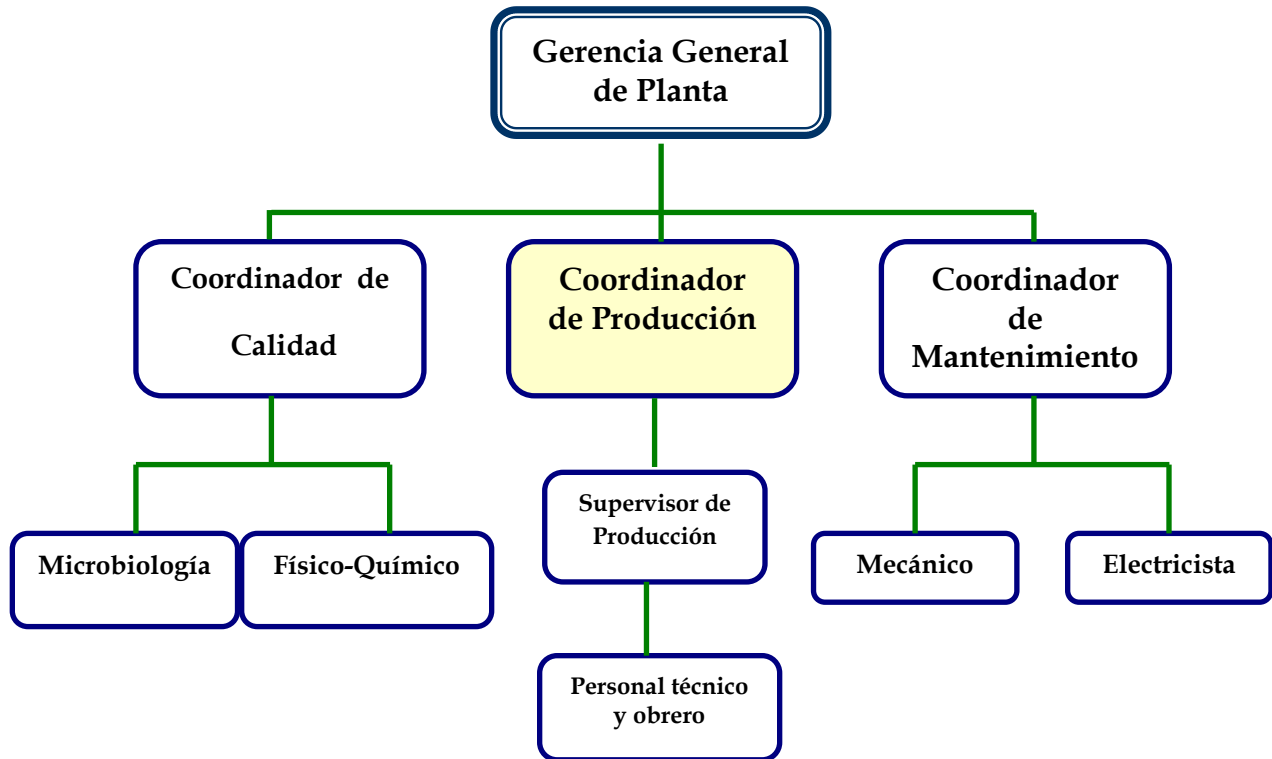 Gerencia General
de Planta
Coordinador de
Calidad
Coordinador
de Producción
Coordinador
de
Mantenimiento
Microbiología
Físico-Químico
Supervisor de
Producción
Mecánico
Electricista
Personal técnico
y obrero